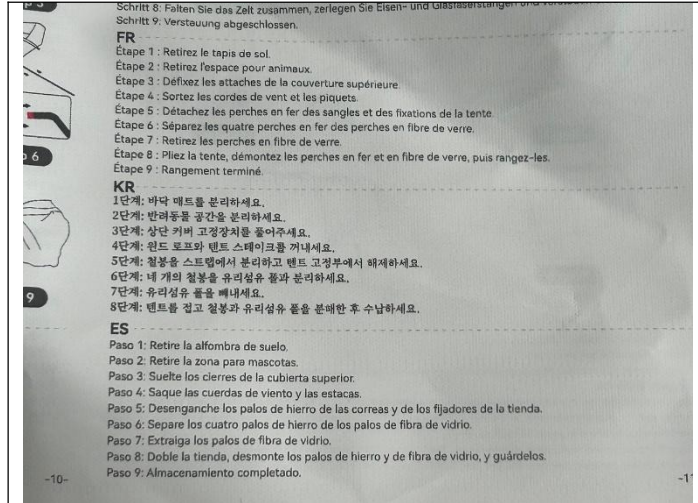 p 3
Schritt 8: Falten Sie das Zelt zusammen, zerlegen Sie Eisen- und Glasfaserstangen und
Schritt 9: Verstauung abgeschlossen.
FR
Étape 1 : Retirez le tapis de sol.
Étape 2 : Retirez l'espace pour animaux.
Étape 3 : Défixez les attaches de la couverture supérieure.
Étape 4 : Sortez les cordes de vent et les piquets.
Étape 5 : Détachez les perches en fer des sangles et des fixations de la tente.
Étape 6 : Séparez les quatre perches en fer des perches en fibre de verre.
Étape 7 : Retirez les perches en fibre de verre.
Étape 8 : Pliez la tente, démontez les perches en fer et en fibre de verre, puis rangez-les.
Étape 9 : Rangement terminé.
p 6
KR
1단계: 바닥 매트를 분리하세요.
2단계: 반려동물 공간을 분리하세요.
3단계: 상단 커버 고정장치를 풀어주세요.
4단계: 윈드 로프와 텐트 스테이크를 꺼내세요.
5단계: 철봉을 스트랩에서 분리하고 텐트 고정부에서 해제하세요.
6단계: 네 개의 철봉을 유리섬유 폴과 분리하세요.
7단계: 유리섬유 폴을 빼내세요.
8단계: 텐트를 접고 철봉과 유리섬유 폴을 분해한 후 수납하세요.
9
ES
Paso 1: Retire la alfombra de suelo.
Paso 2: Retire la zona para mascotas.
Paso 3: Suelte los cierres de la cubierta superior.
Paso 4: Saque las cuerdas de viento y las estacas.
Paso 5: Desenganche los palos de hierro de las correas y de los fijadores de la tienda.
Paso 6: Separe los cuatro palos de hierro de los palos de fibra de vidrio.
Paso 7: Extraiga los palos de fibra de vidrio.
Paso 8: Doble la tienda, desmonte los palos de hierro y de fibra de vidrio, y guárdelos.
Paso 9: Almacenamiento completado.
-10-